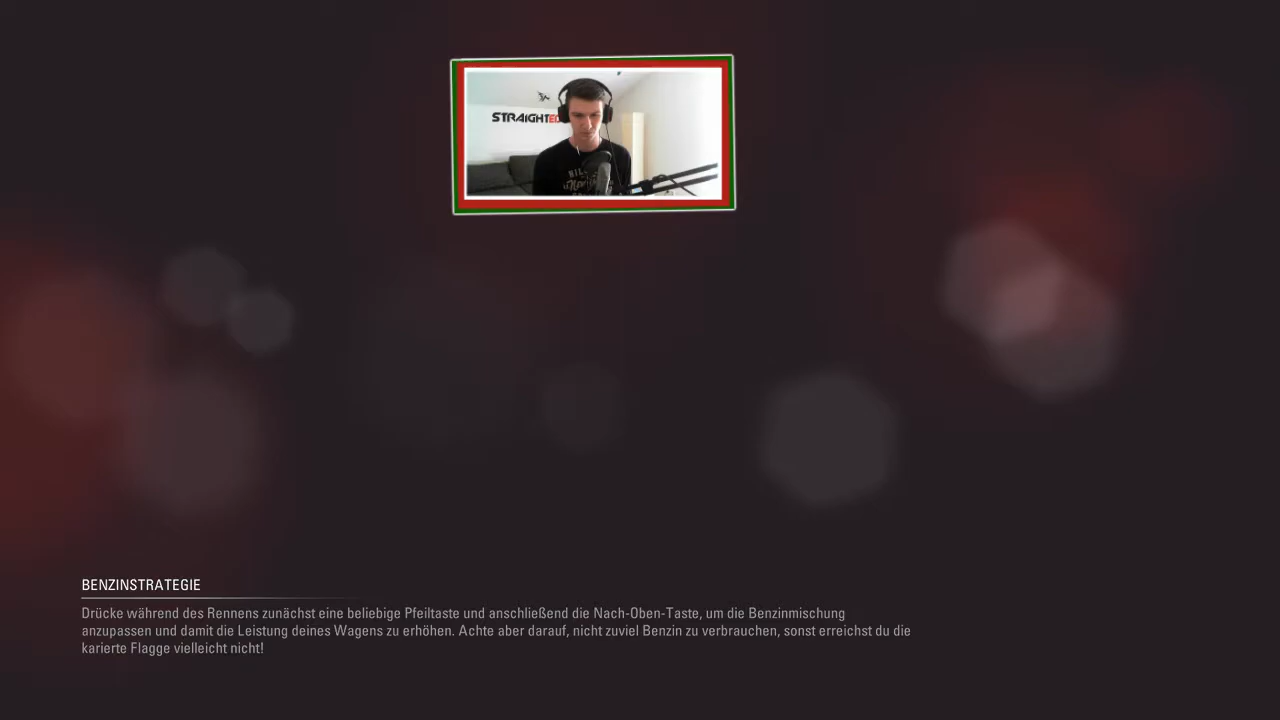 STRAIGHTED
BENZINSTRATEGIE
Drücke während des Rennens zunächst eine beliebige Pfeiltaste und anschließend die Nach-Oben-Taste, um die Benzinmischung
anzupassen und damit die Leistung deines Wagens zu erhöhen. Achte aber darauf, nicht zuviel Benzin zu verbrauchen, sonst erreichst du die
karierte Flagge vielleicht nicht!